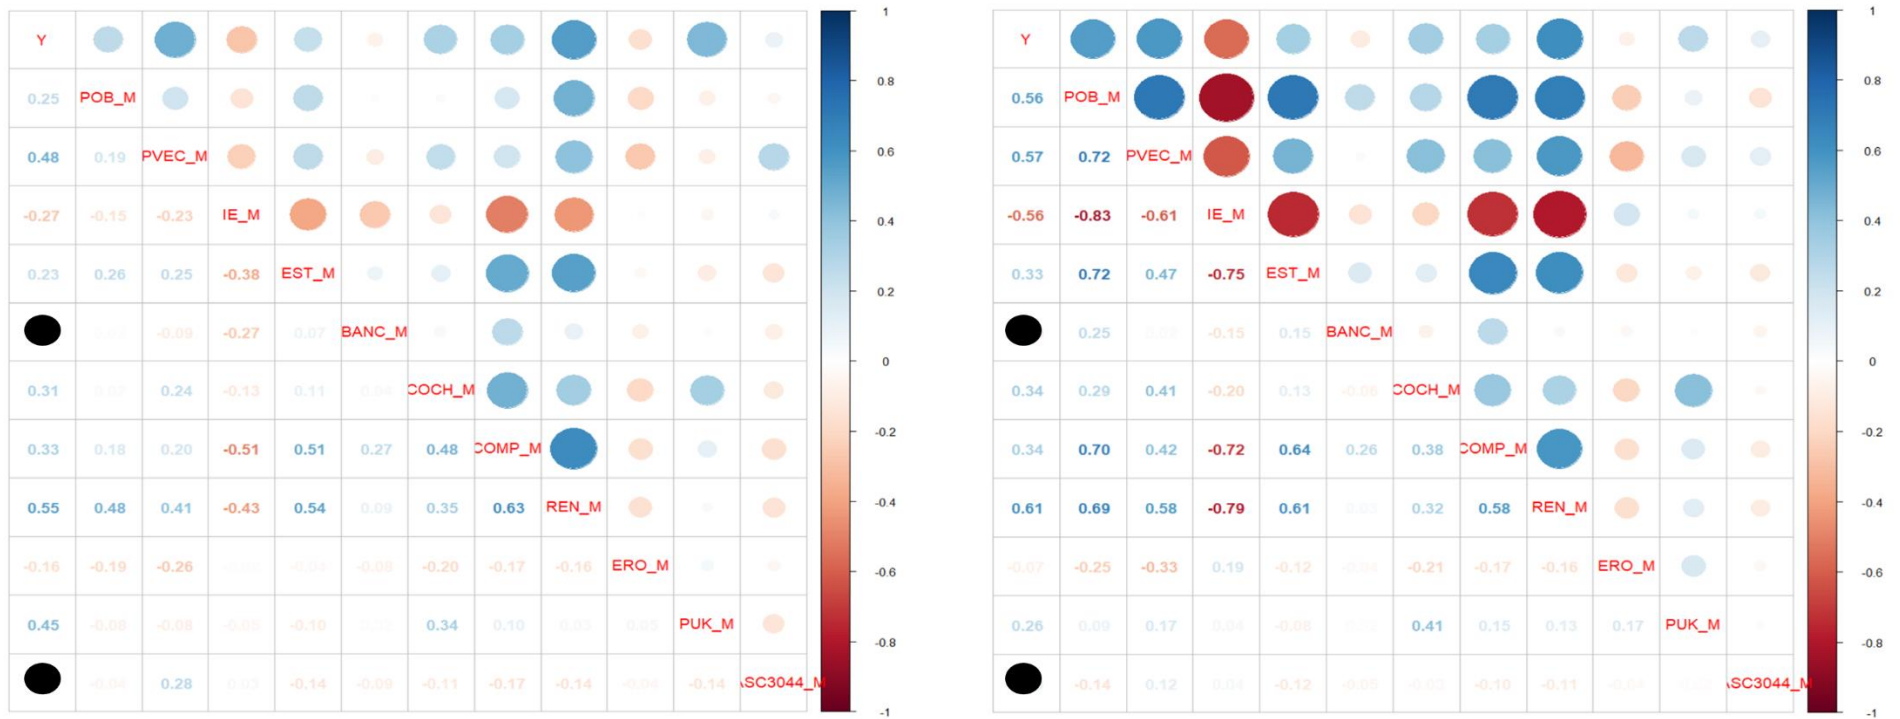 Y
0.25 POB_M
0.48 0.19 PVEC_M
-0.27 -0.15 -0.23 IE_M
0.23 0.26 0.25 -0.38 EST_M
-0.09 -0.27 0.07 BANC_M
0.31 0.24 -0.13 0.11 COCH_M
0.33 0.18 0.20 -0.51 0.51 0.27 0.48 COMP_M
0.55 0.48 0.41 -0.43 0.54 0.09 0.35 0.63 REN_M
-0.16 -0.19 -0.26 -0.20 -0.17 -0.16 ERO_M
0.45 -0.09 -0.08 -0.10 0.34 0.10 PUK_M
0.28 -0.14 -0.09 -0.11 -0.17 -0.14 -0.14 \SC3044_M
1
0.8
0.6
0.4
0.2
0
-0.2
-0.4
-0.6
-0.8
-1
Y
0.56 POB_M
0.57 0.72 PVEC_M
-0.56 -0.83 -0.61 IE_M
0.33 0.72 0.47 -0.75 EST_M
0.25 -0.15 0.15 BANC_M
0.34 0.29 0.41 -0.20 0.13 COCH_M
0.34 0.70 0.42 -0.72 0.64 0.26 0.38 COMP_M
0.61 0.69 0.58 -0.79 0.61 0.32 0.58 REN_M
-0.07 -0.25 -0.33 0.19 -0.12 -0.21 -0.17 -0.16 ERO_M
0.26 0.09 0.17 -0.08 0.41 0.15 0.13 0.17 PUK_M
-0.14 0.12 -0.12 -0.10 -0.11 \SC3044_M
1
0.8
0.6
0.4
0.2
0
-0.2
-0.4
-0.6
-0.8
-1